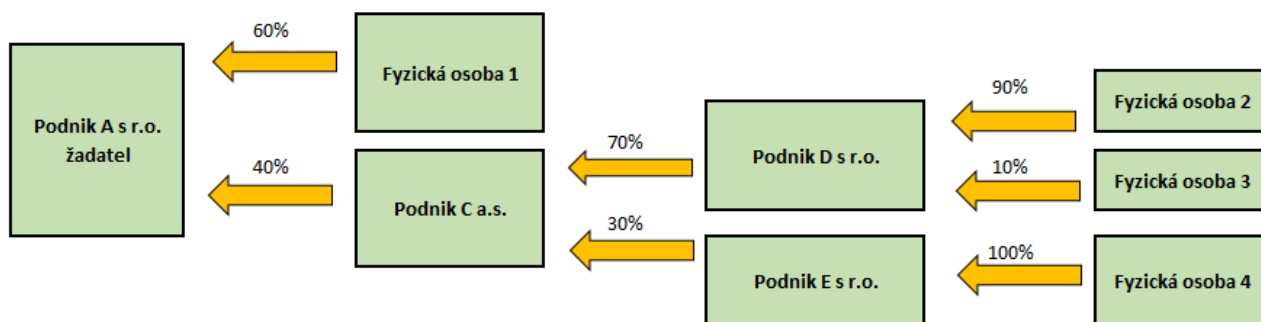 60%
Fyzická osoba 1
90%
Fyzická osoba 2
Podnik A s r.o.
žadatel
40%
70%
Podnik D s r.o.
10%
Fyzická osoba 3
Podnik C a.s.
30%
Podnik E s r.o.
100%
Fyzická osoba 4